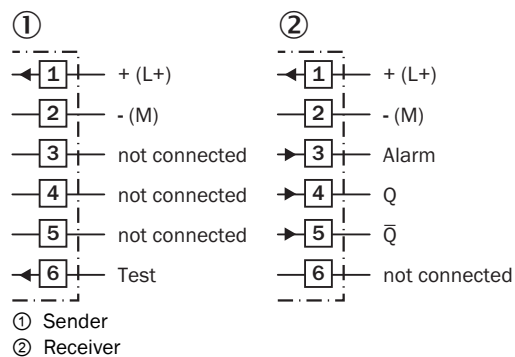 ① ②
1 + (L+) 1 + (L+)
2 - (M) 2 - (M)
3 not connected 3 Alarm
4 not connected 4 Q
5 not connected 5 Q̅
6 Test 6 not connected
① Sender
② Receiver